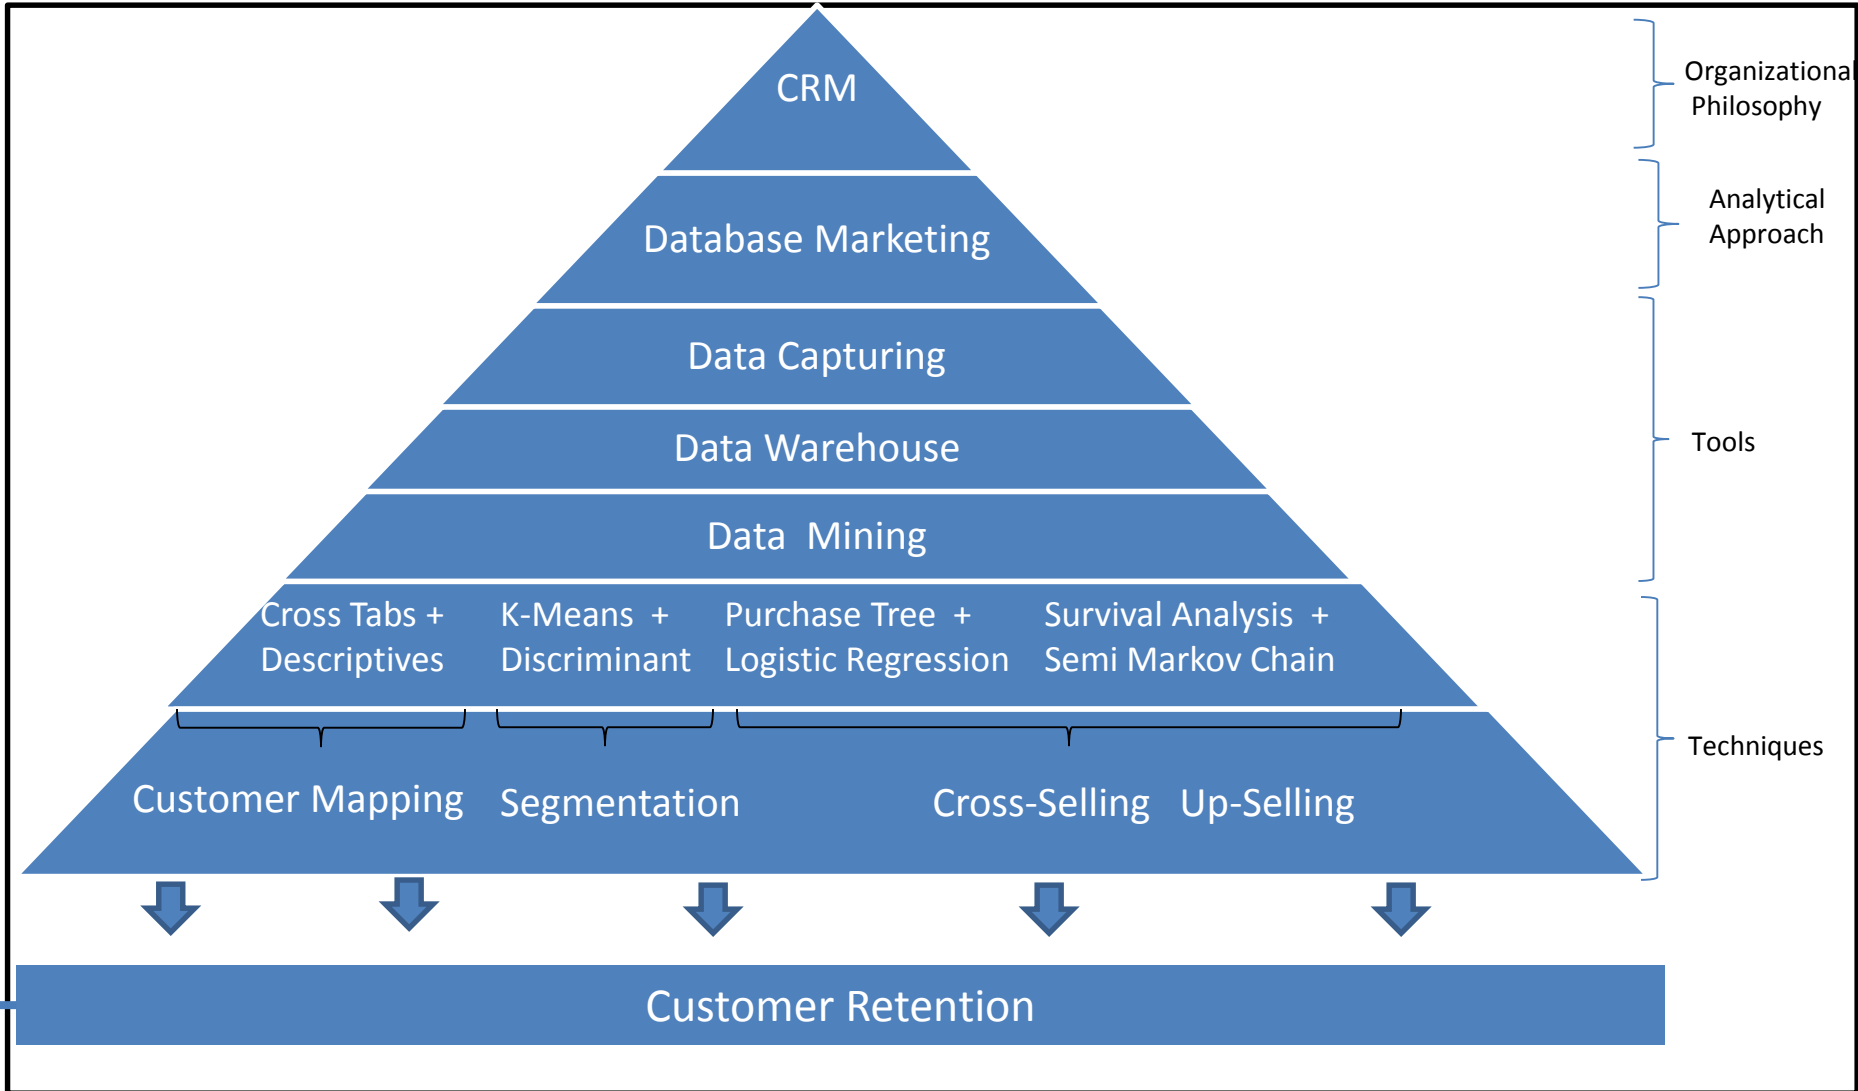 CRM
Organizational
Philosophy
Database Marketing
Analytical
Approach
Data Capturing
Data Warehouse
Tools
Data  Mining
Cross Tabs +
Descriptives
K-Means  +
Discriminant
Purchase Tree  +
Logistic Regression
Survival Analysis  +
Semi Markov Chain
Techniques
Customer Mapping
Segmentation
Cross-Selling   Up-Selling
Customer Retention